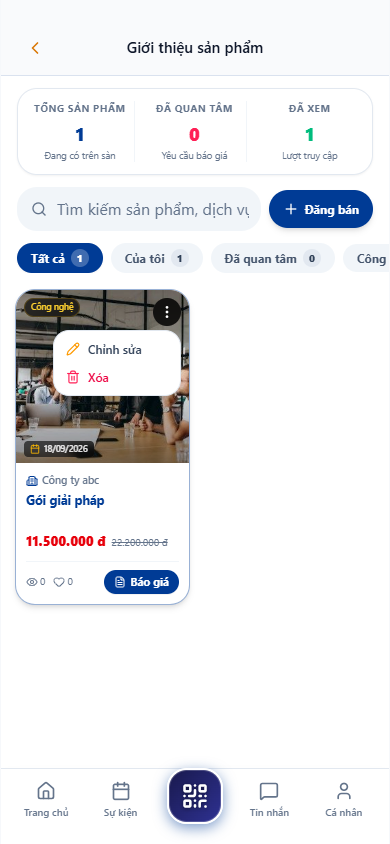 Giới thiệu sản phẩm
TỔNG SẢN PHẨM
1
Đang có trên sàn
ĐÃ QUAN TÂM
0
Yêu cầu báo giá
ĐÃ XEM
1
Lượt truy cập
Tìm kiếm sản phẩm, dịch vụ
Đăng bán
Tất cả 1
Của tôi 1
Đã quan tâm 0
Công
Công nghệ
Chỉnh sửa
Xóa
18/09/2026
Công ty abc
Gói giải pháp
11.500.000 đ 22.200.000 đ
0 0 Báo giá
Trang chủ
Sự kiện
Tin nhắn
Cá nhân